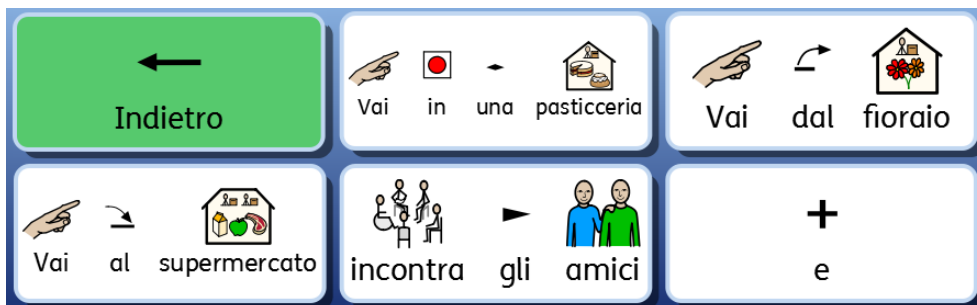 Indietro
Vai in una pasticceria
Vai dal fioraio
Vai al supermercato
incontra gli amici
e